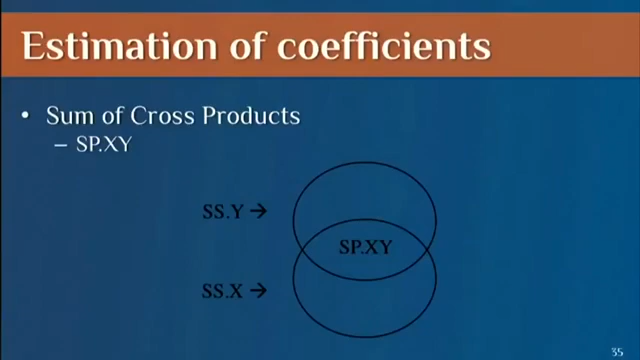 Estimation of coefficients
• Sum of Cross Products
– SP.XY
SS.Y →
SP.XY
SS.X →
35